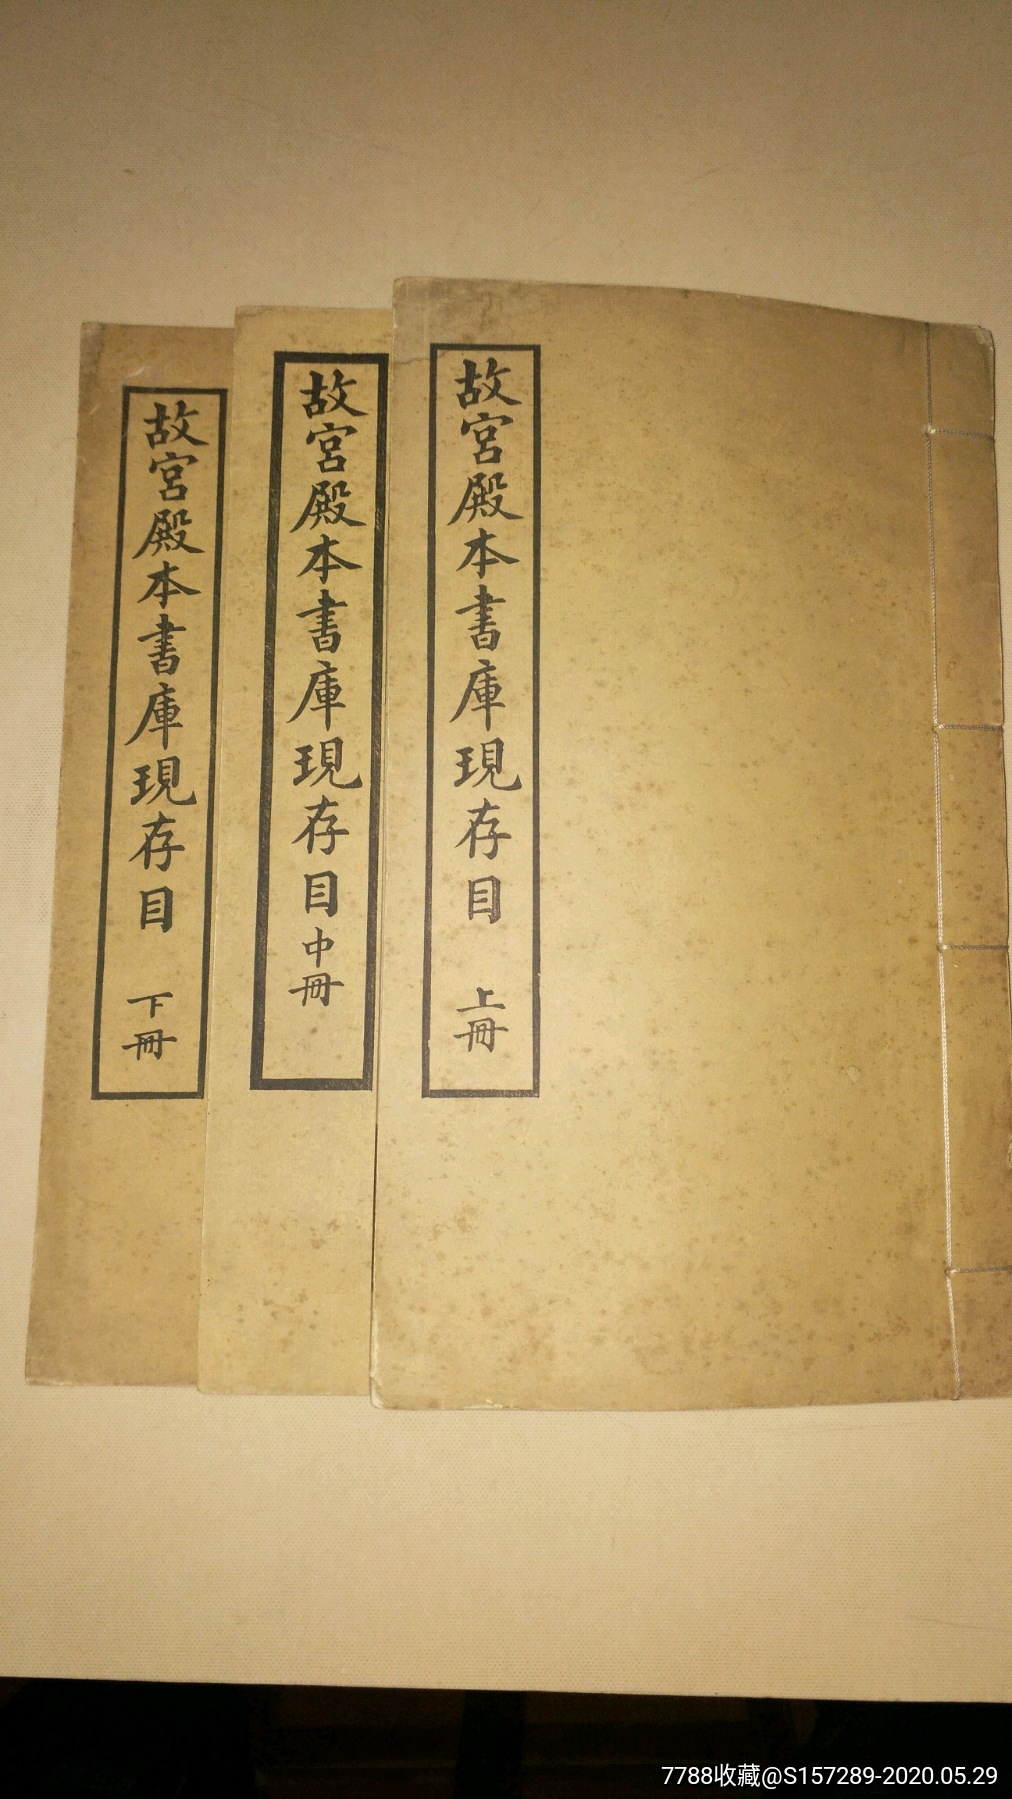 故宮殿本書庫現存目 上冊
故宮殿本書庫現存目中冊
故宮殿本書庫現存目 下冊
7788收藏@S157289-2020.05.29